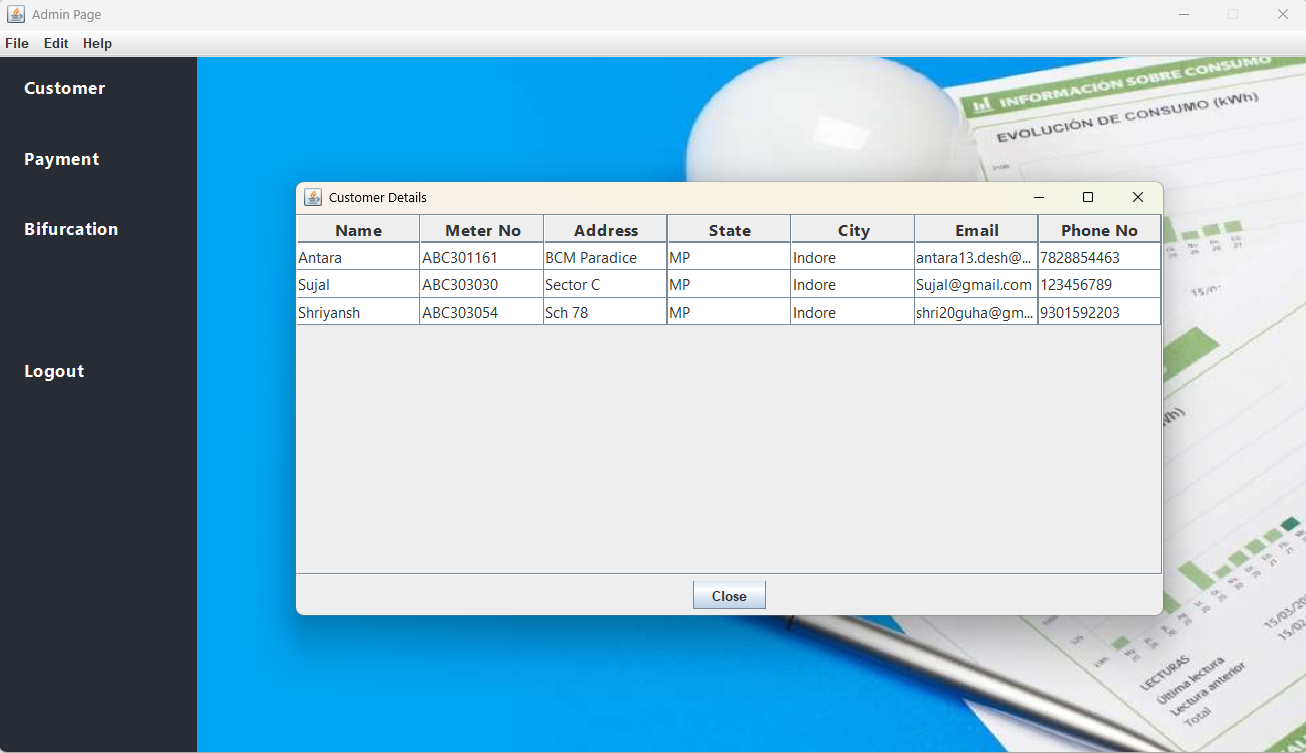 Admin Page
File Edit Help
Customer
Payment
Bifurcation
Logout
INFORMACIÓN SOBRE CONSUMO
EVOLUCIÓN DE CONSUMO (kWh)
Customer Details
Name Meter No Address State City Email Phone No
Antara ABC301161 BCM Paradice MP Indore antara13.desh@... 7828854463
Sujal ABC303030 Sector C MP Indore Sujal@gmail.com 123456789
Shriyansh ABC303054 Sch 78 MP Indore shri20guha@gm... 9301592203
Close
LECTURAS
Última lectura
Lectura anterior
Total